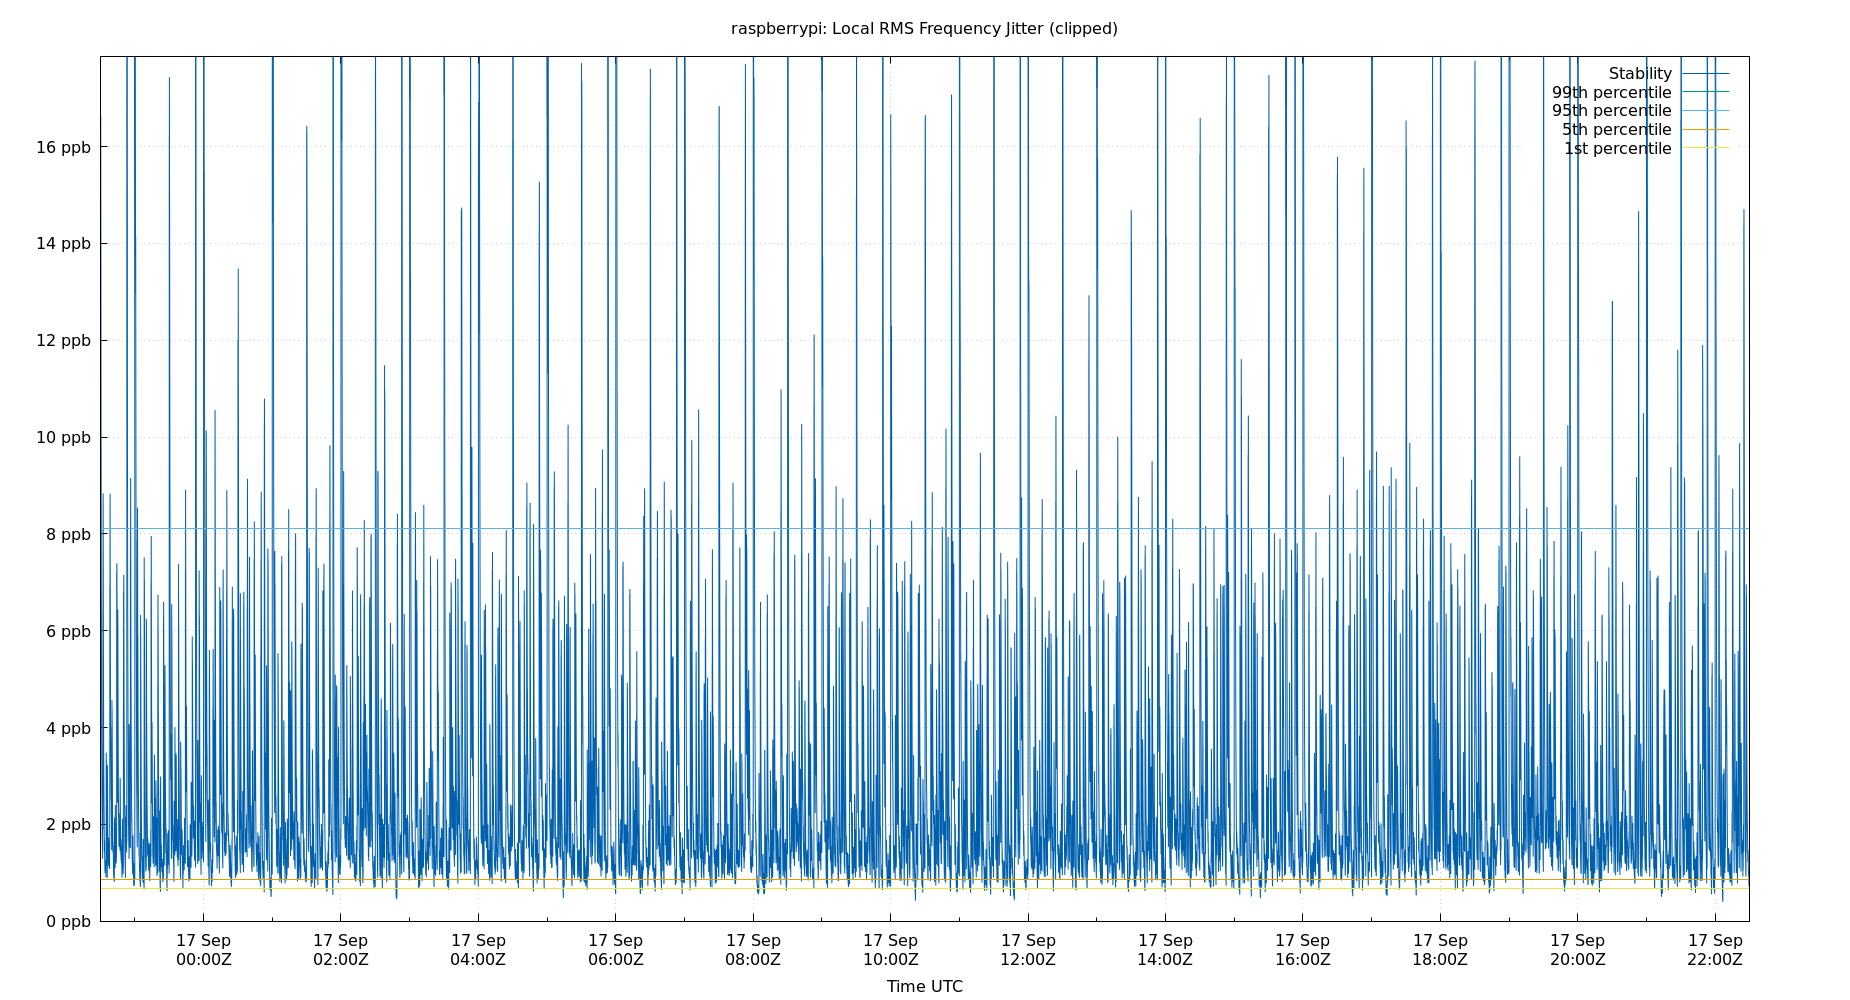 raspberrypi: Local RMS Frequency Jitter (clipped)
Stability
99th percentile
95th percentile
5th percentile
1st percentile
16 ppb
14 ppb
12 ppb
10 ppb
8 ppb
6 ppb
4 ppb
2 ppb
0 ppb
17 Sep 17 Sep 17 Sep 17 Sep 17 Sep 17 Sep 17 Sep 17 Sep 17 Sep 17 Sep 17 Sep 17 Sep
00:00Z 02:00Z 04:00Z 06:00Z 08:00Z 10:00Z 12:00Z 14:00Z 16:00Z 18:00Z 20:00Z 22:00Z
Time UTC